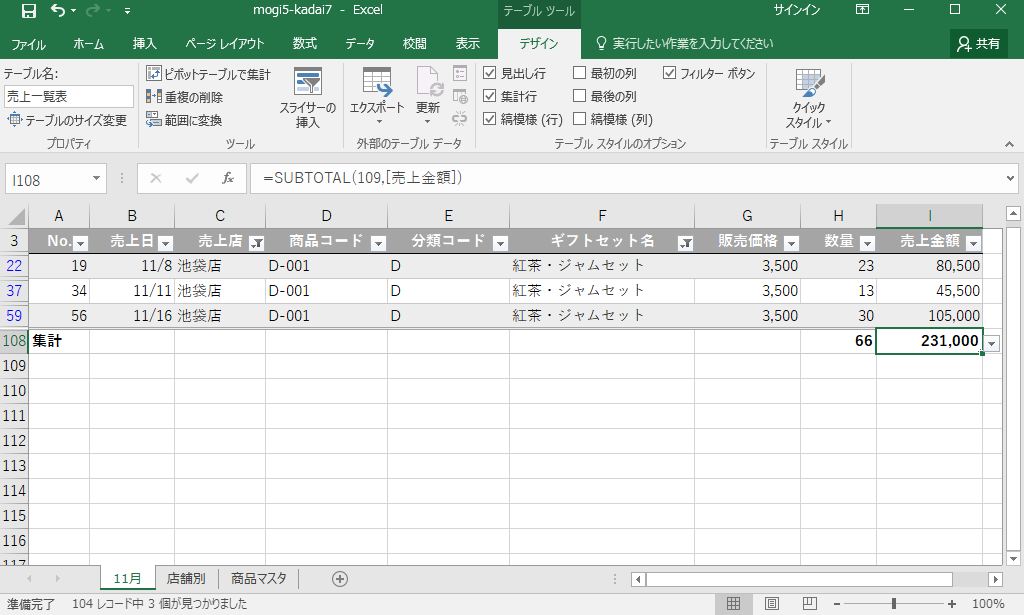 mogi5-kadai7 - Excel
テーブル ツール
サインイン
ファイル ホーム 挿入 ページ レイアウト 数式 データ 校閲 表示 デザイン 実行したい作業を入力してください 共有
テーブル名:
売上一覧表
テーブルのサイズ変更
プロパティ
ピボットテーブルで集計
重複の削除
範囲に変換
スライサーの
挿入
ツール
エクスポート
更新
外部のテーブル データ
見出し行 最初の列 フィルター ボタン
集計行 最後の列
縞模様 (行) 縞模様 (列)
テーブル スタイルのオプション
クイック
スタイル
テーブル スタイル
I108 fx =SUBTOTAL(109,[売上金額])
A B C D E F G H I
3 No. 売上日 売上店 商品コード 分類コード ギフトセット名 販売価格 数量 売上金額
22 19 11/8 池袋店 D-001 D 紅茶・ジャムセット 3,500 23 80,500
37 34 11/11 池袋店 D-001 D 紅茶・ジャムセット 3,500 13 45,500
59 56 11/16 池袋店 D-001 D 紅茶・ジャムセット 3,500 30 105,000
108 集計 66 231,000
109
110
111
112
113
114
115
116
117
11月 店舗別 商品マスタ
準備完了 104 レコード中 3 個が見つかりました 100%